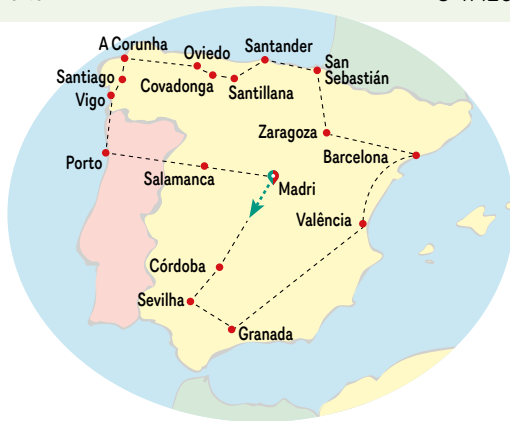 A Corunha
Oviedo
Santander
San
Sebastián
Santiago
Covadonga
Santillana
Vigo
Zaragoza
Barcelona
Porto
Salamanca
Madri
Valência
Córdoba
Sevilha
Granada